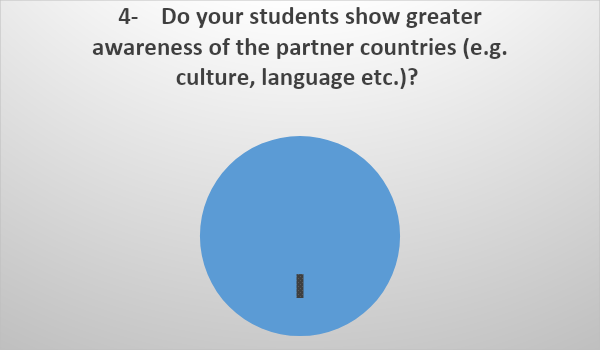 4- Do your students show greater
awareness of the partner countries (e.g.
culture, language etc.)?